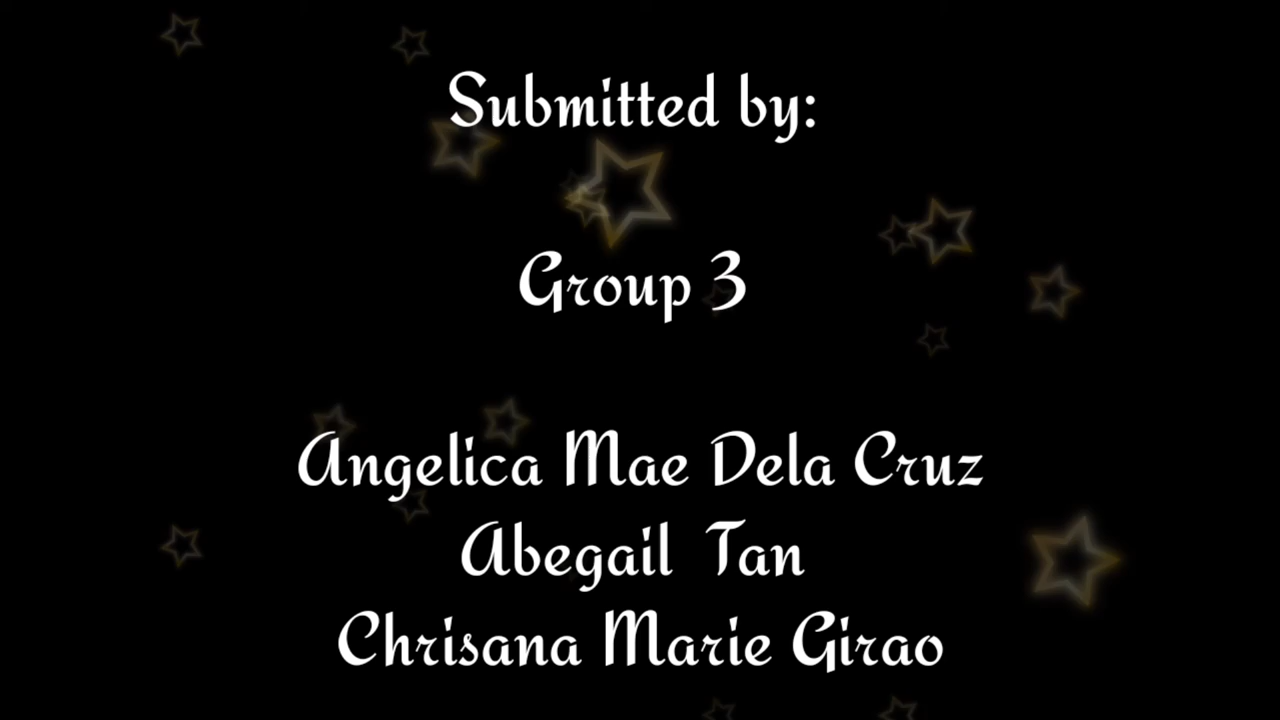 Submitted by:
Group 3
Angelica Mae Dela Cruz
Abegail Tan
Chrisana Marie Girao